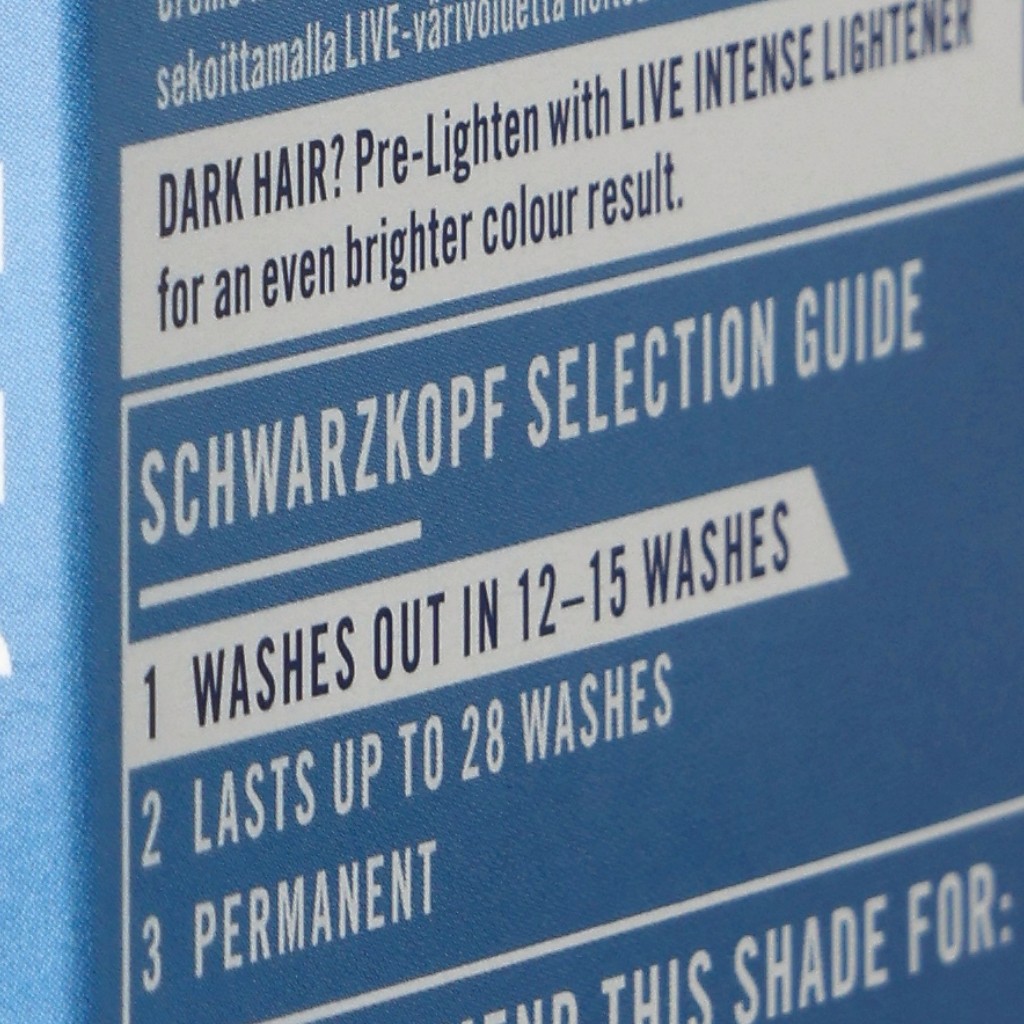 sekoittamalla LIVE-värivoidetta
DARK HAIR? Pre-Lighten with LIVE INTENSE LIGHTENER
for an even brighter colour result.
SCHWARZKOPF SELECTION GUIDE
1 WASHES OUT IN 12–15 WASHES
2 LASTS UP TO 28 WASHES
3 PERMANENT
THIS SHADE FOR: